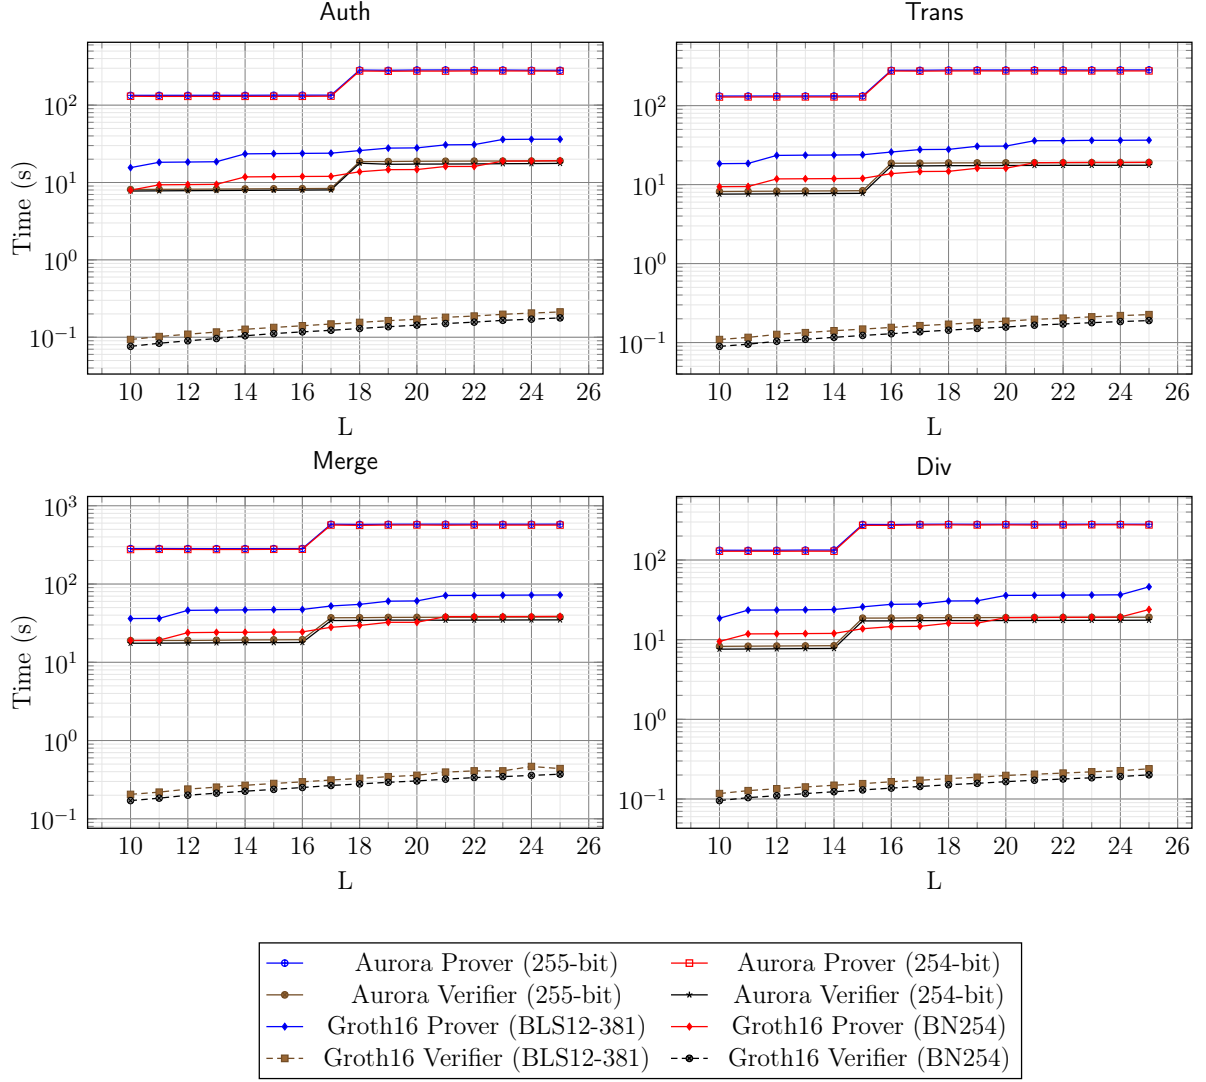 Auth
Trans
Time (s)
10^2
10^1
10^0
10^−1
10 12 14 16 18 20 22 24 26
L
10^2
10^1
10^0
10^−1
10 12 14 16 18 20 22 24 26
L
Merge
Div
Time (s)
10^3
10^2
10^1
10^0
10^−1
10 12 14 16 18 20 22 24 26
L
10^2
10^1
10^0
10^−1
10 12 14 16 18 20 22 24 26
L
Aurora Prover (255-bit) Aurora Prover (254-bit)
Aurora Verifier (255-bit) Aurora Verifier (254-bit)
Groth16 Prover (BLS12-381) Groth16 Prover (BN254)
Groth16 Verifier (BLS12-381) Groth16 Verifier (BN254)